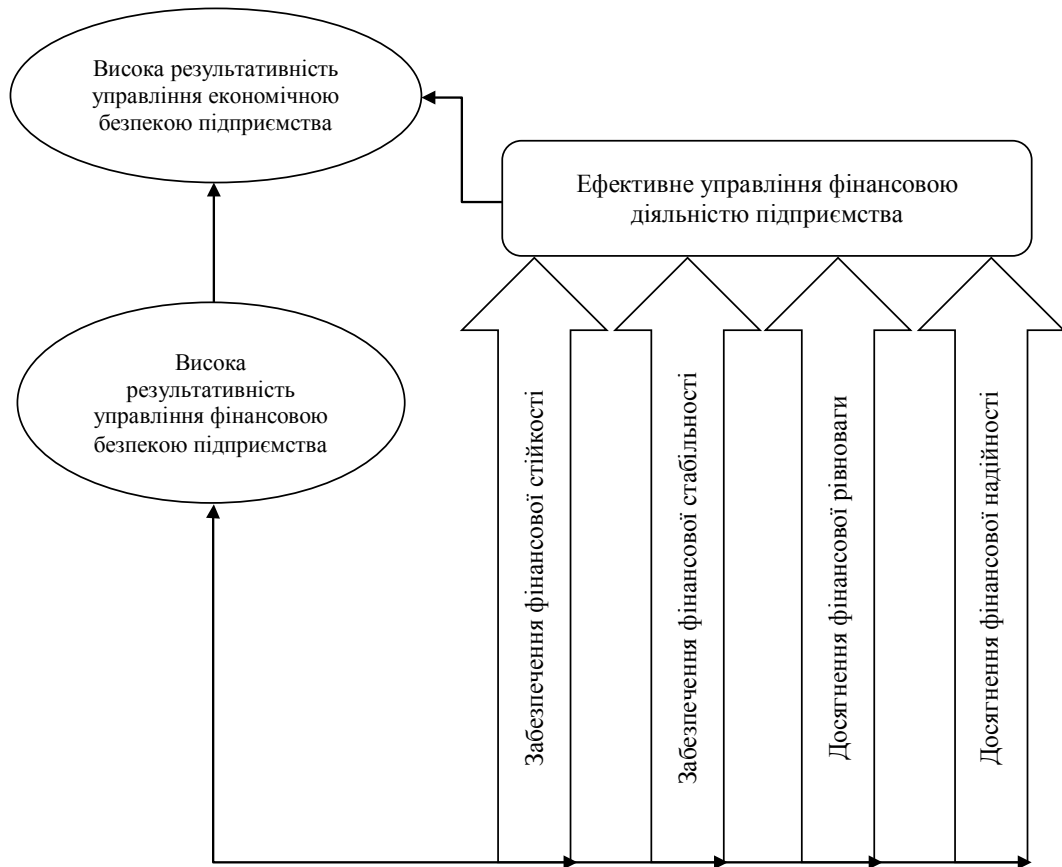 Висока результативність
управління економічною
безпекою підприємства
Ефективне управління фінансовою
діяльністю підприємства
Висока
результативність
управління фінансовою
безпекою підприємства
Забезпечення фінансової стійкості
Забезпечення фінансової стабільності
Досягнення фінансової рівноваги
Досягнення фінансової надійності